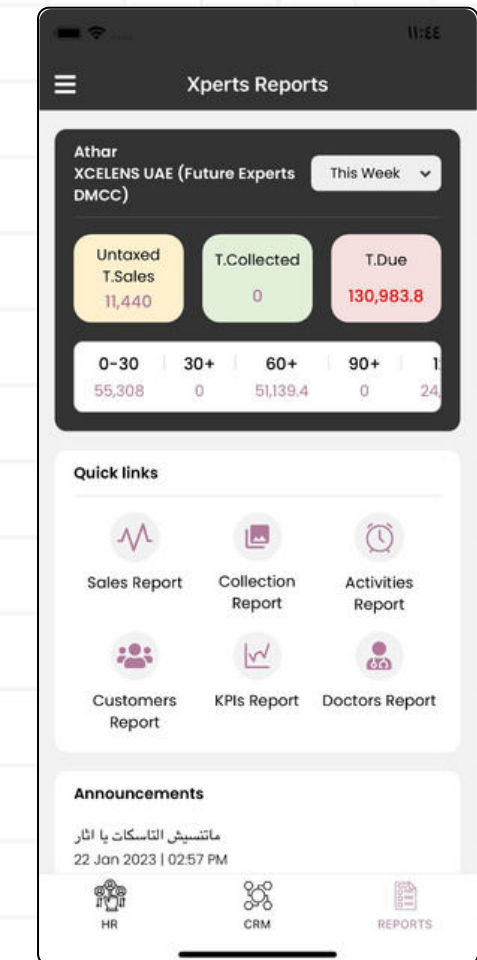 ١١:٤٤
Xperts Reports
Athar
XCELENS UAE (Future Experts
DMCC)
This Week
Untaxed
T.Sales
11,440
T.Collected
0
T.Due
130,983.8
0-30 30+ 60+ 90+
55,308 0 51,139.4 0 24,
Quick links
Sales Report
Collection
Report
Activities
Report
Customers
Report
KPIs Report
Doctors Report
Announcements
ماتنسيش التاسكات يا اثار
22 Jan 2023 | 02:57 PM
HR CRM REPORTS